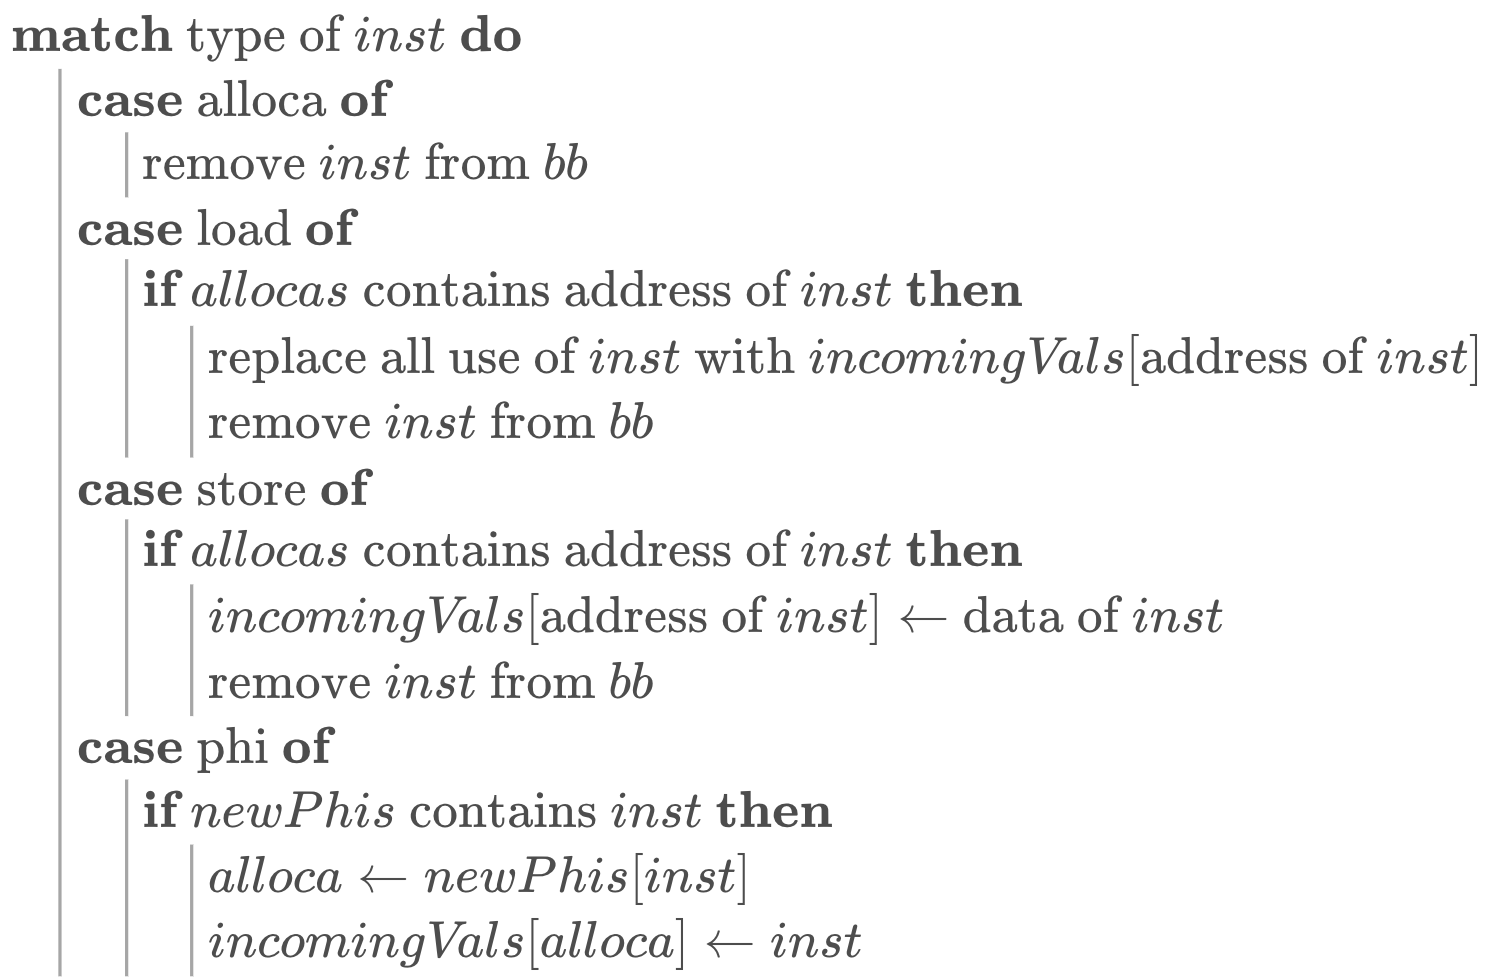 match type of inst do
case alloca of
remove inst from bb
case load of
if allocas contains address of inst then
replace all use of inst with incomingVals[address of inst]
remove inst from bb
case store of
if allocas contains address of inst then
incomingVals[address of inst] ← data of inst
remove inst from bb
case phi of
if newPhis contains inst then
alloca ← newPhis[inst]
incomingVals[alloca] ← inst